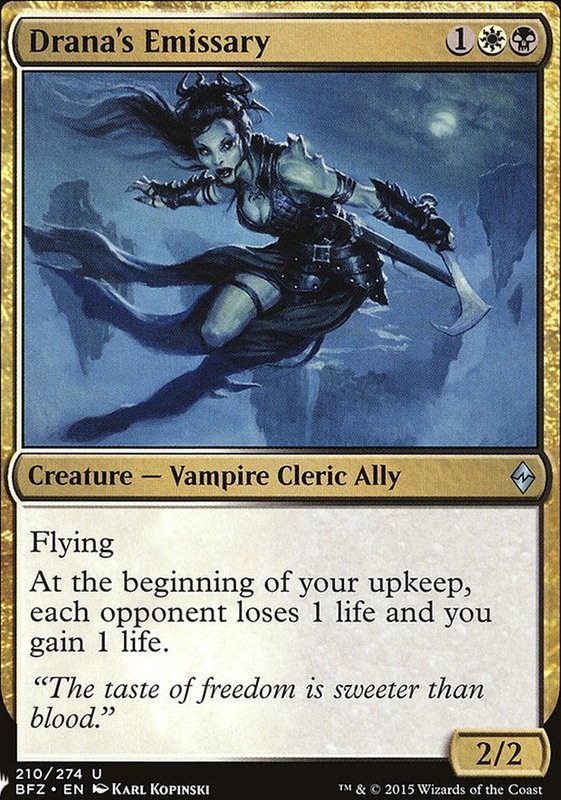 Drana's Emissary 1
Creature — Vampire Cleric Ally
Flying
At the beginning of your upkeep,
each opponent loses 1 life and you
gain 1 life.
“The taste of freedom is sweeter than
blood.”
2/2
210/274 U
BFZ • EN Karl Kopinski
™ & © 2015 Wizards of the Coast